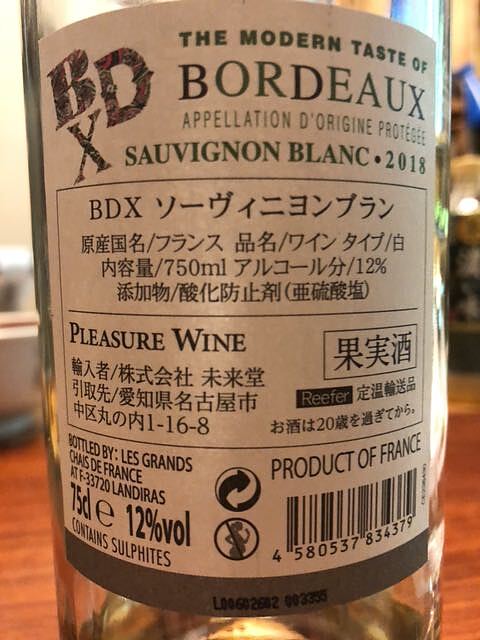 BDX
THE MODERN TASTE OF
BORDEAUX
APPELLATION D'ORIGINE PROTÉGÉE
SAUVIGNON BLANC • 2018
BDX ソーヴィニヨンブラン
原産国名/フランス 品名/ワイン タイプ/白
内容量/750ml アルコール分/12%
添加物/酸化防止剤(亜硫酸塩)
PLEASURE WINE
輸入者/株式会社 未来堂
引取先/愛知県名古屋市
中区丸の内1-16-8
果実酒
Reefer 定温輸送品
お酒は20歳を過ぎてから。
BOTTLED BY: LES GRANDS
CHAIS DE FRANCE
AT F-33720 LANDIRAS
75cl e 12%vol
CONTAINS SULPHITES
PRODUCT OF FRANCE
4 580537 834379
L00602602 003355